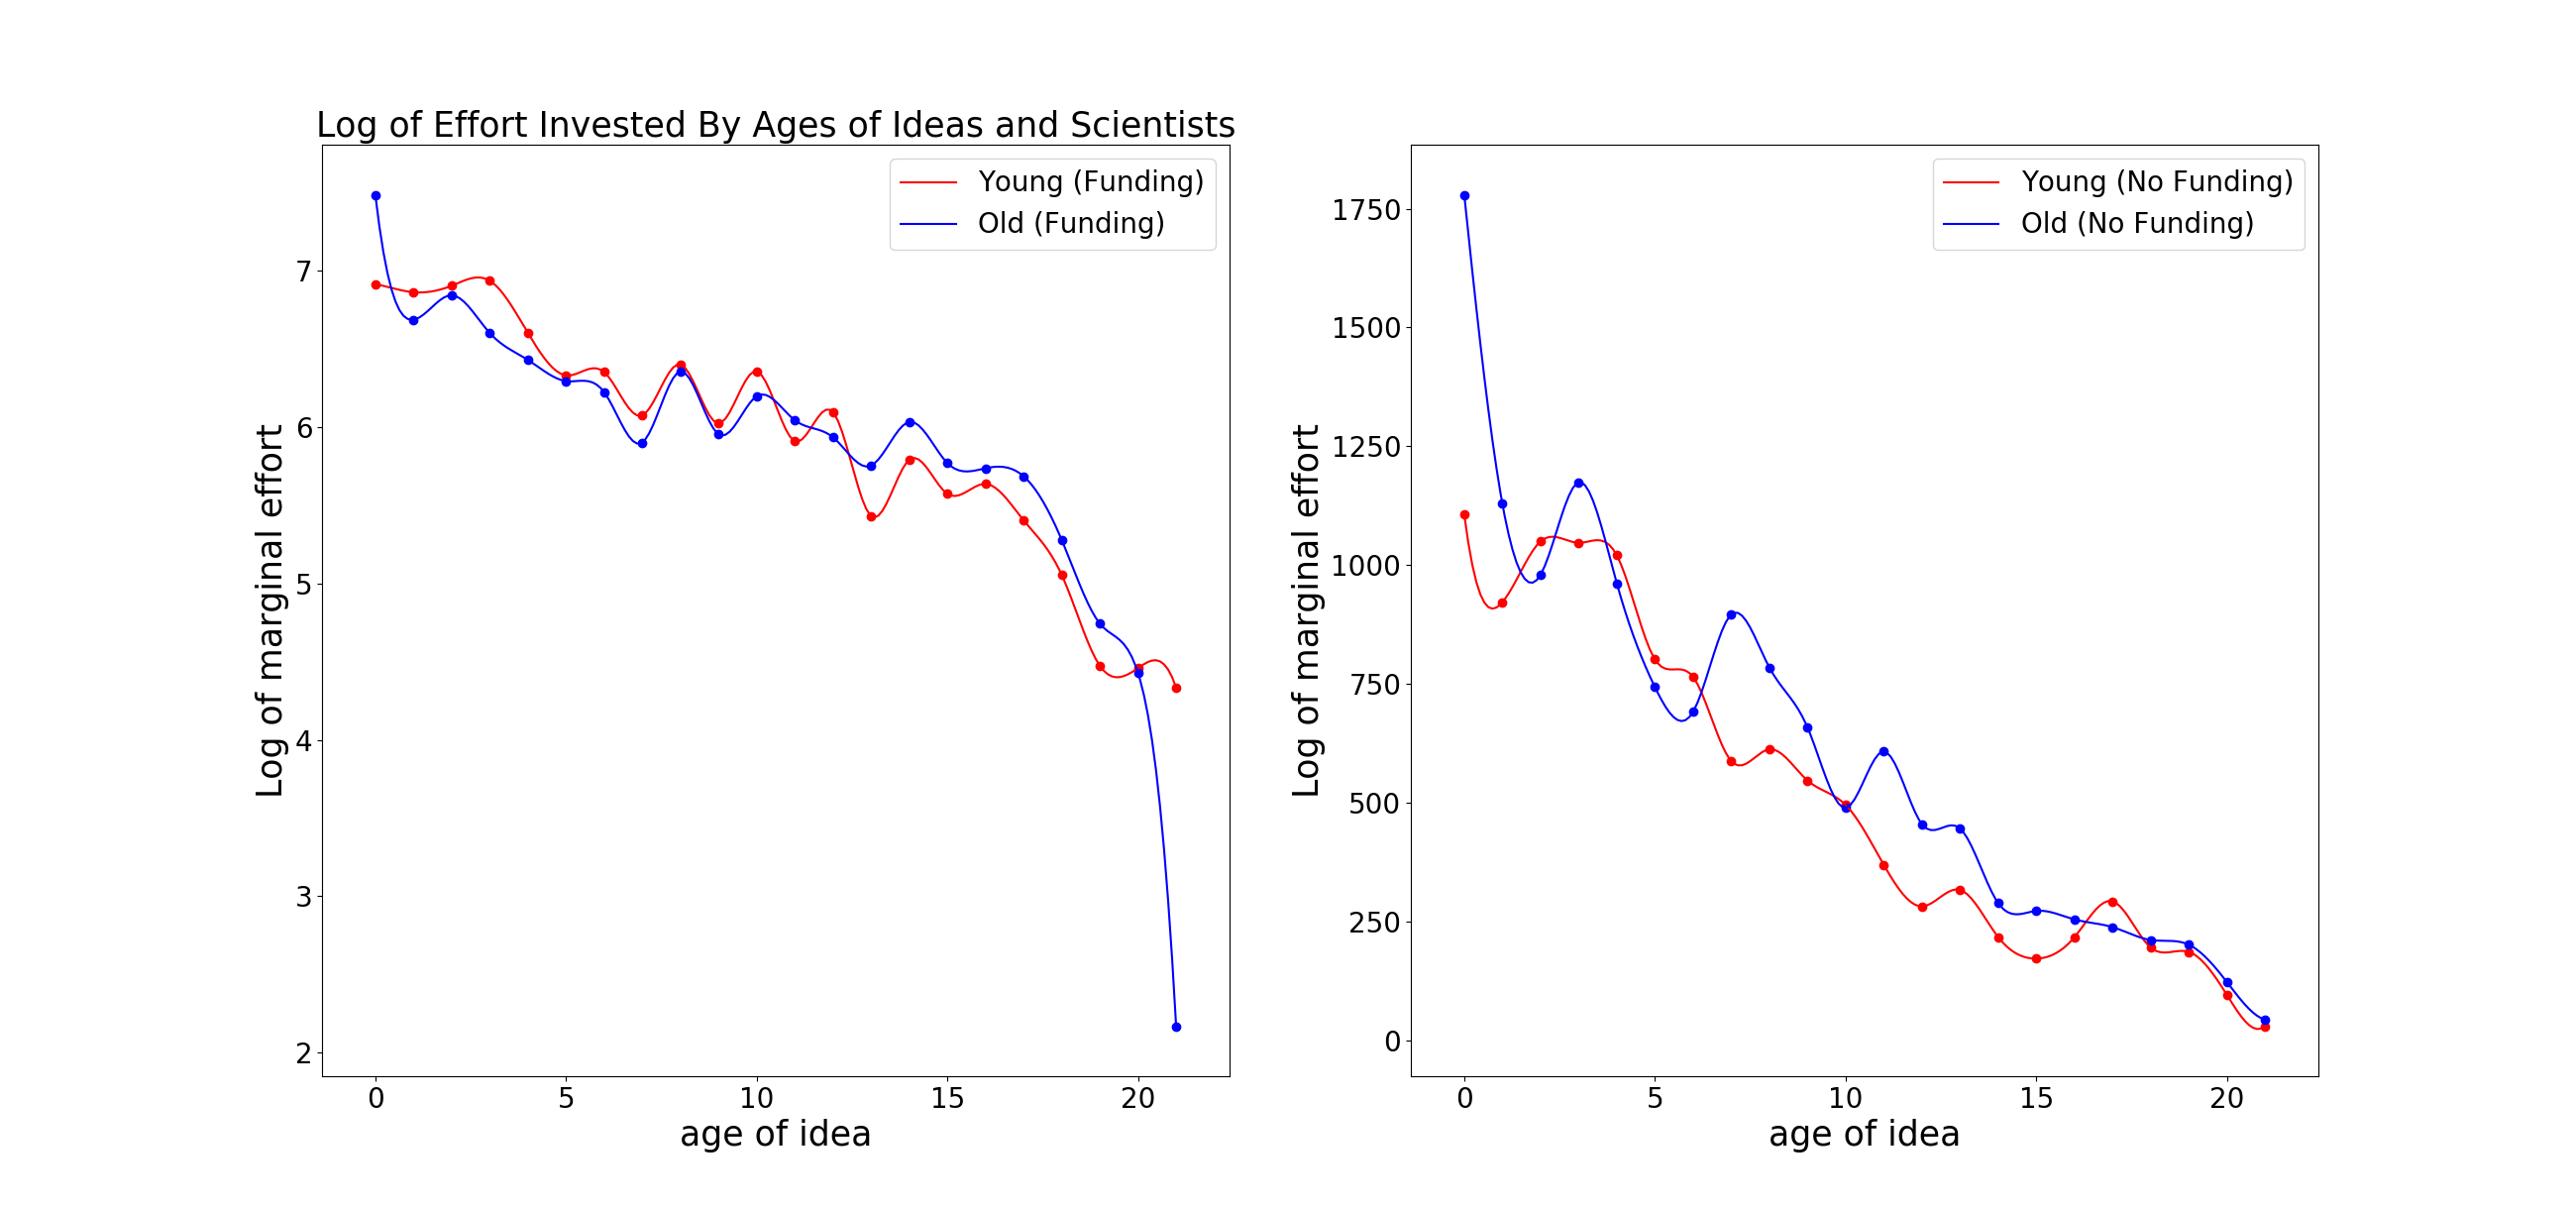 Log of Effort Invested By Ages of Ideas and Scientists
Young (Funding)
Old (Funding)
Log of marginal effort
7
6
5
4
3
2
0 5 10 15 20
age of idea
Young (No Funding)
Old (No Funding)
Log of marginal effort
1750
1500
1250
1000
750
500
250
0
0 5 10 15 20
age of idea